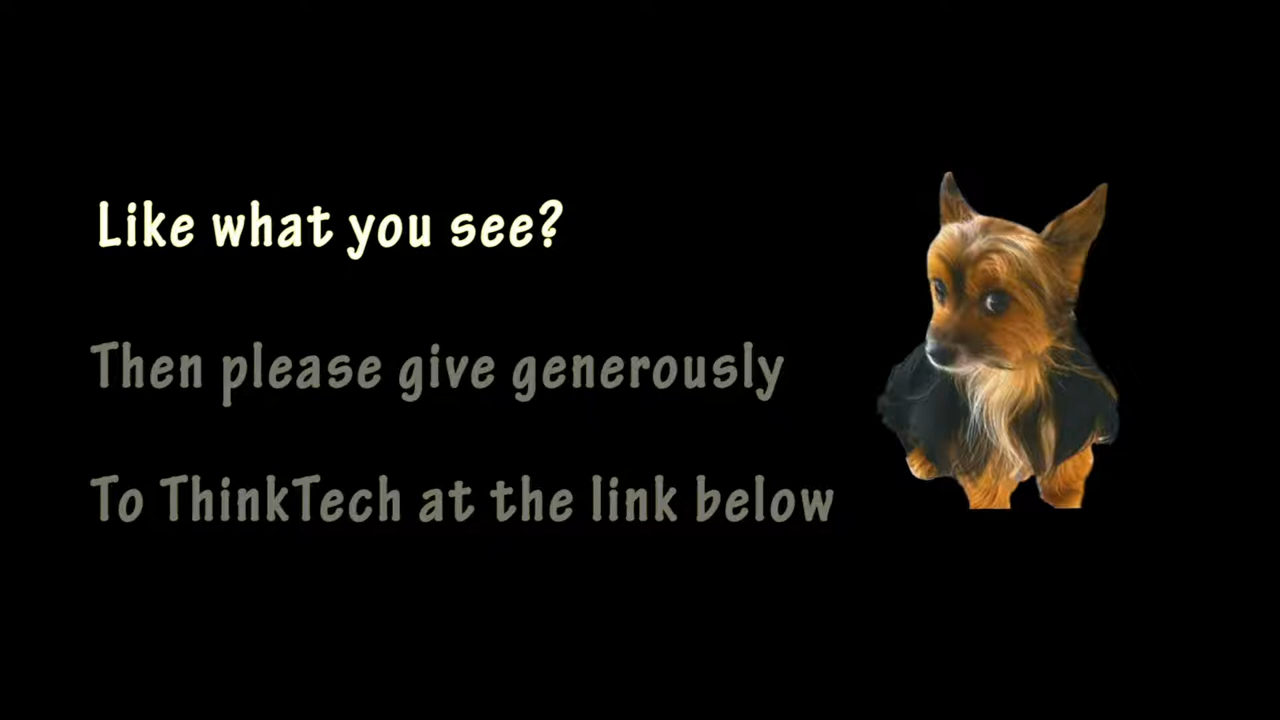 Like what you see?
Then please give generously
To ThinkTech at the link below